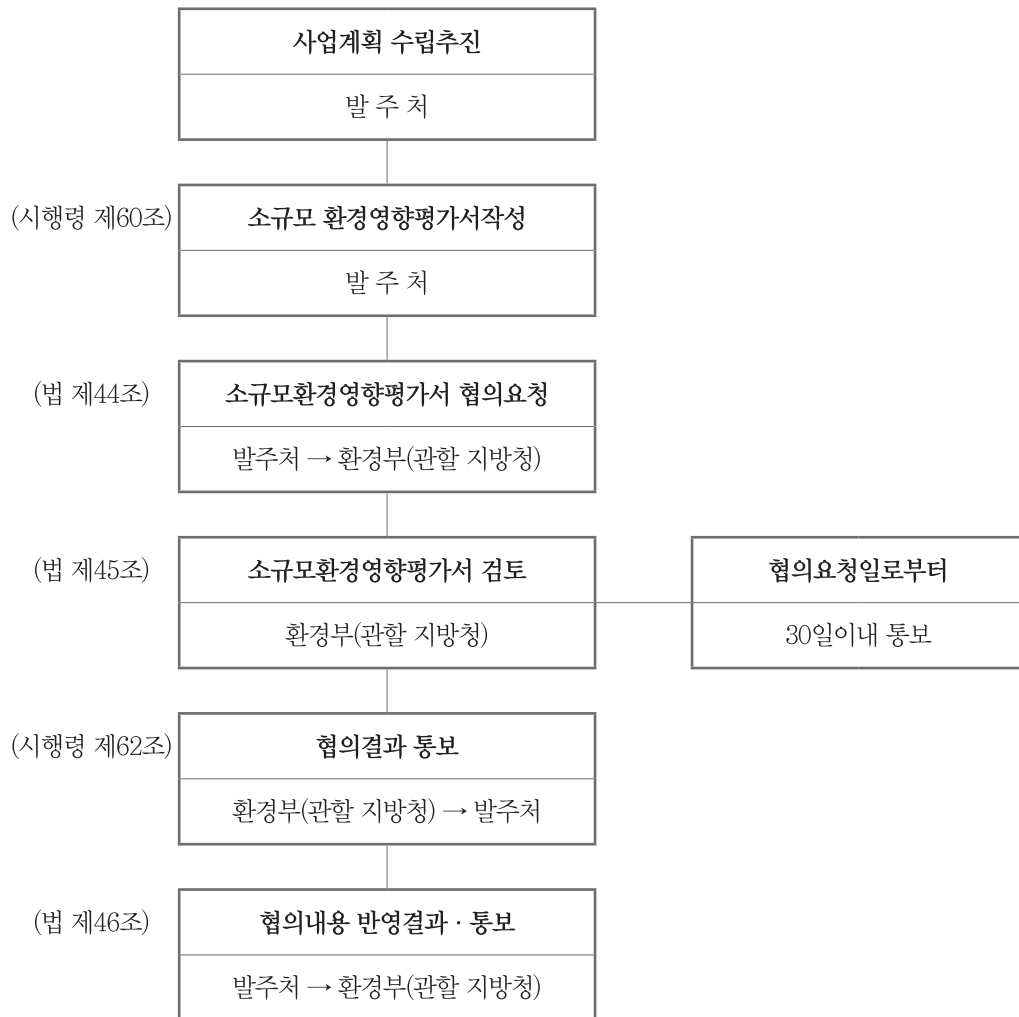 사업계획 수립추진
발 주 처
(시행령 제60조)
소규모 환경영향평가서작성
발 주 처
(법 제44조)
소규모환경영향평가서 협의요청
발주처 → 환경부(관할 지방청)
(법 제45조)
소규모환경영향평가서 검토
환경부(관할 지방청)
협의요청일로부터
30일이내 통보
(시행령 제62조)
협의결과 통보
환경부(관할 지방청) → 발주처
(법 제46조)
협의내용 반영결과 · 통보
발주처 → 환경부(관할 지방청)